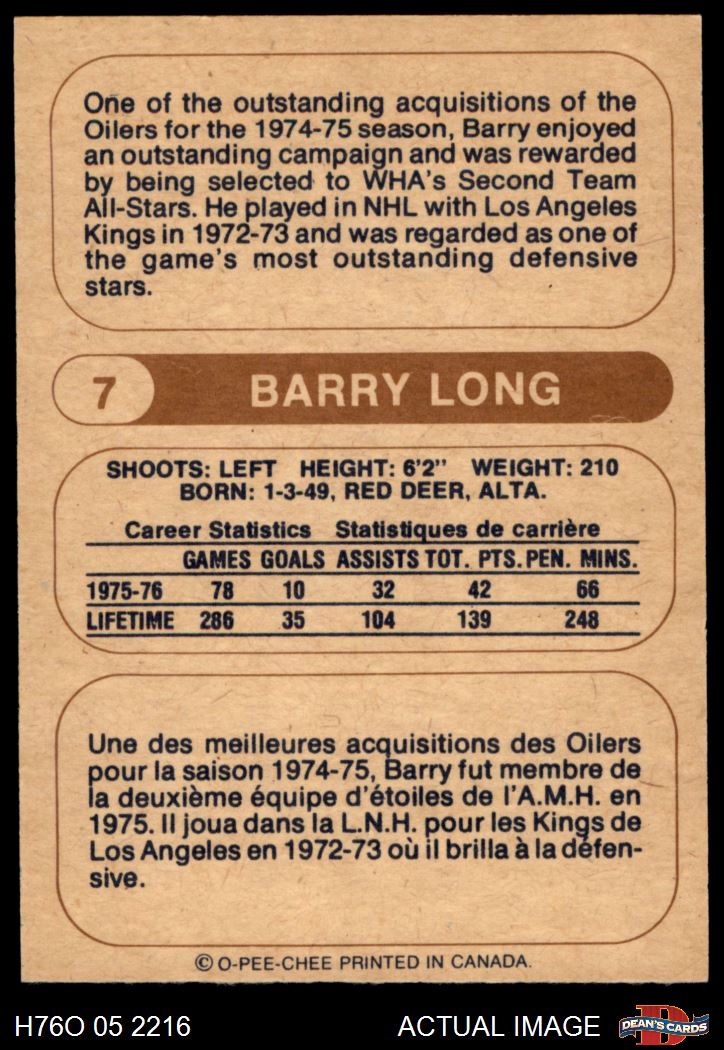 One of the outstanding acquisitions of the
Oilers for the 1974-75 season, Barry enjoyed
an outstanding campaign and was rewarded
by being selected to WHA's Second Team
All-Stars. He played in NHL with Los Angeles
Kings in 1972-73 and was regarded as one of
the game's most outstanding defensive
stars.
7 BARRY LONG
SHOOTS: LEFT HEIGHT: 6'2" WEIGHT: 210
BORN: 1-3-49, RED DEER, ALTA.
Career Statistics Statistiques de carrière
GAMES GOALS ASSISTS TOT. PTS. PEN. MINS.
1975-76 78 10 32 42 66
LIFETIME 286 35 104 139 248
Une des meilleures acquisitions des Oilers
pour la saison 1974-75, Barry fut membre de
la deuxième équipe d'étoiles de l'A.M.H. en
1975. Il joua dans la L.N.H. pour les Kings de
Los Angeles en 1972-73 où il brilla à la défen-
sive.
© O-PEE-CHEE PRINTED IN CANADA.
H76O 05 2216 ACTUAL IMAGE D DEAN'S CARDS